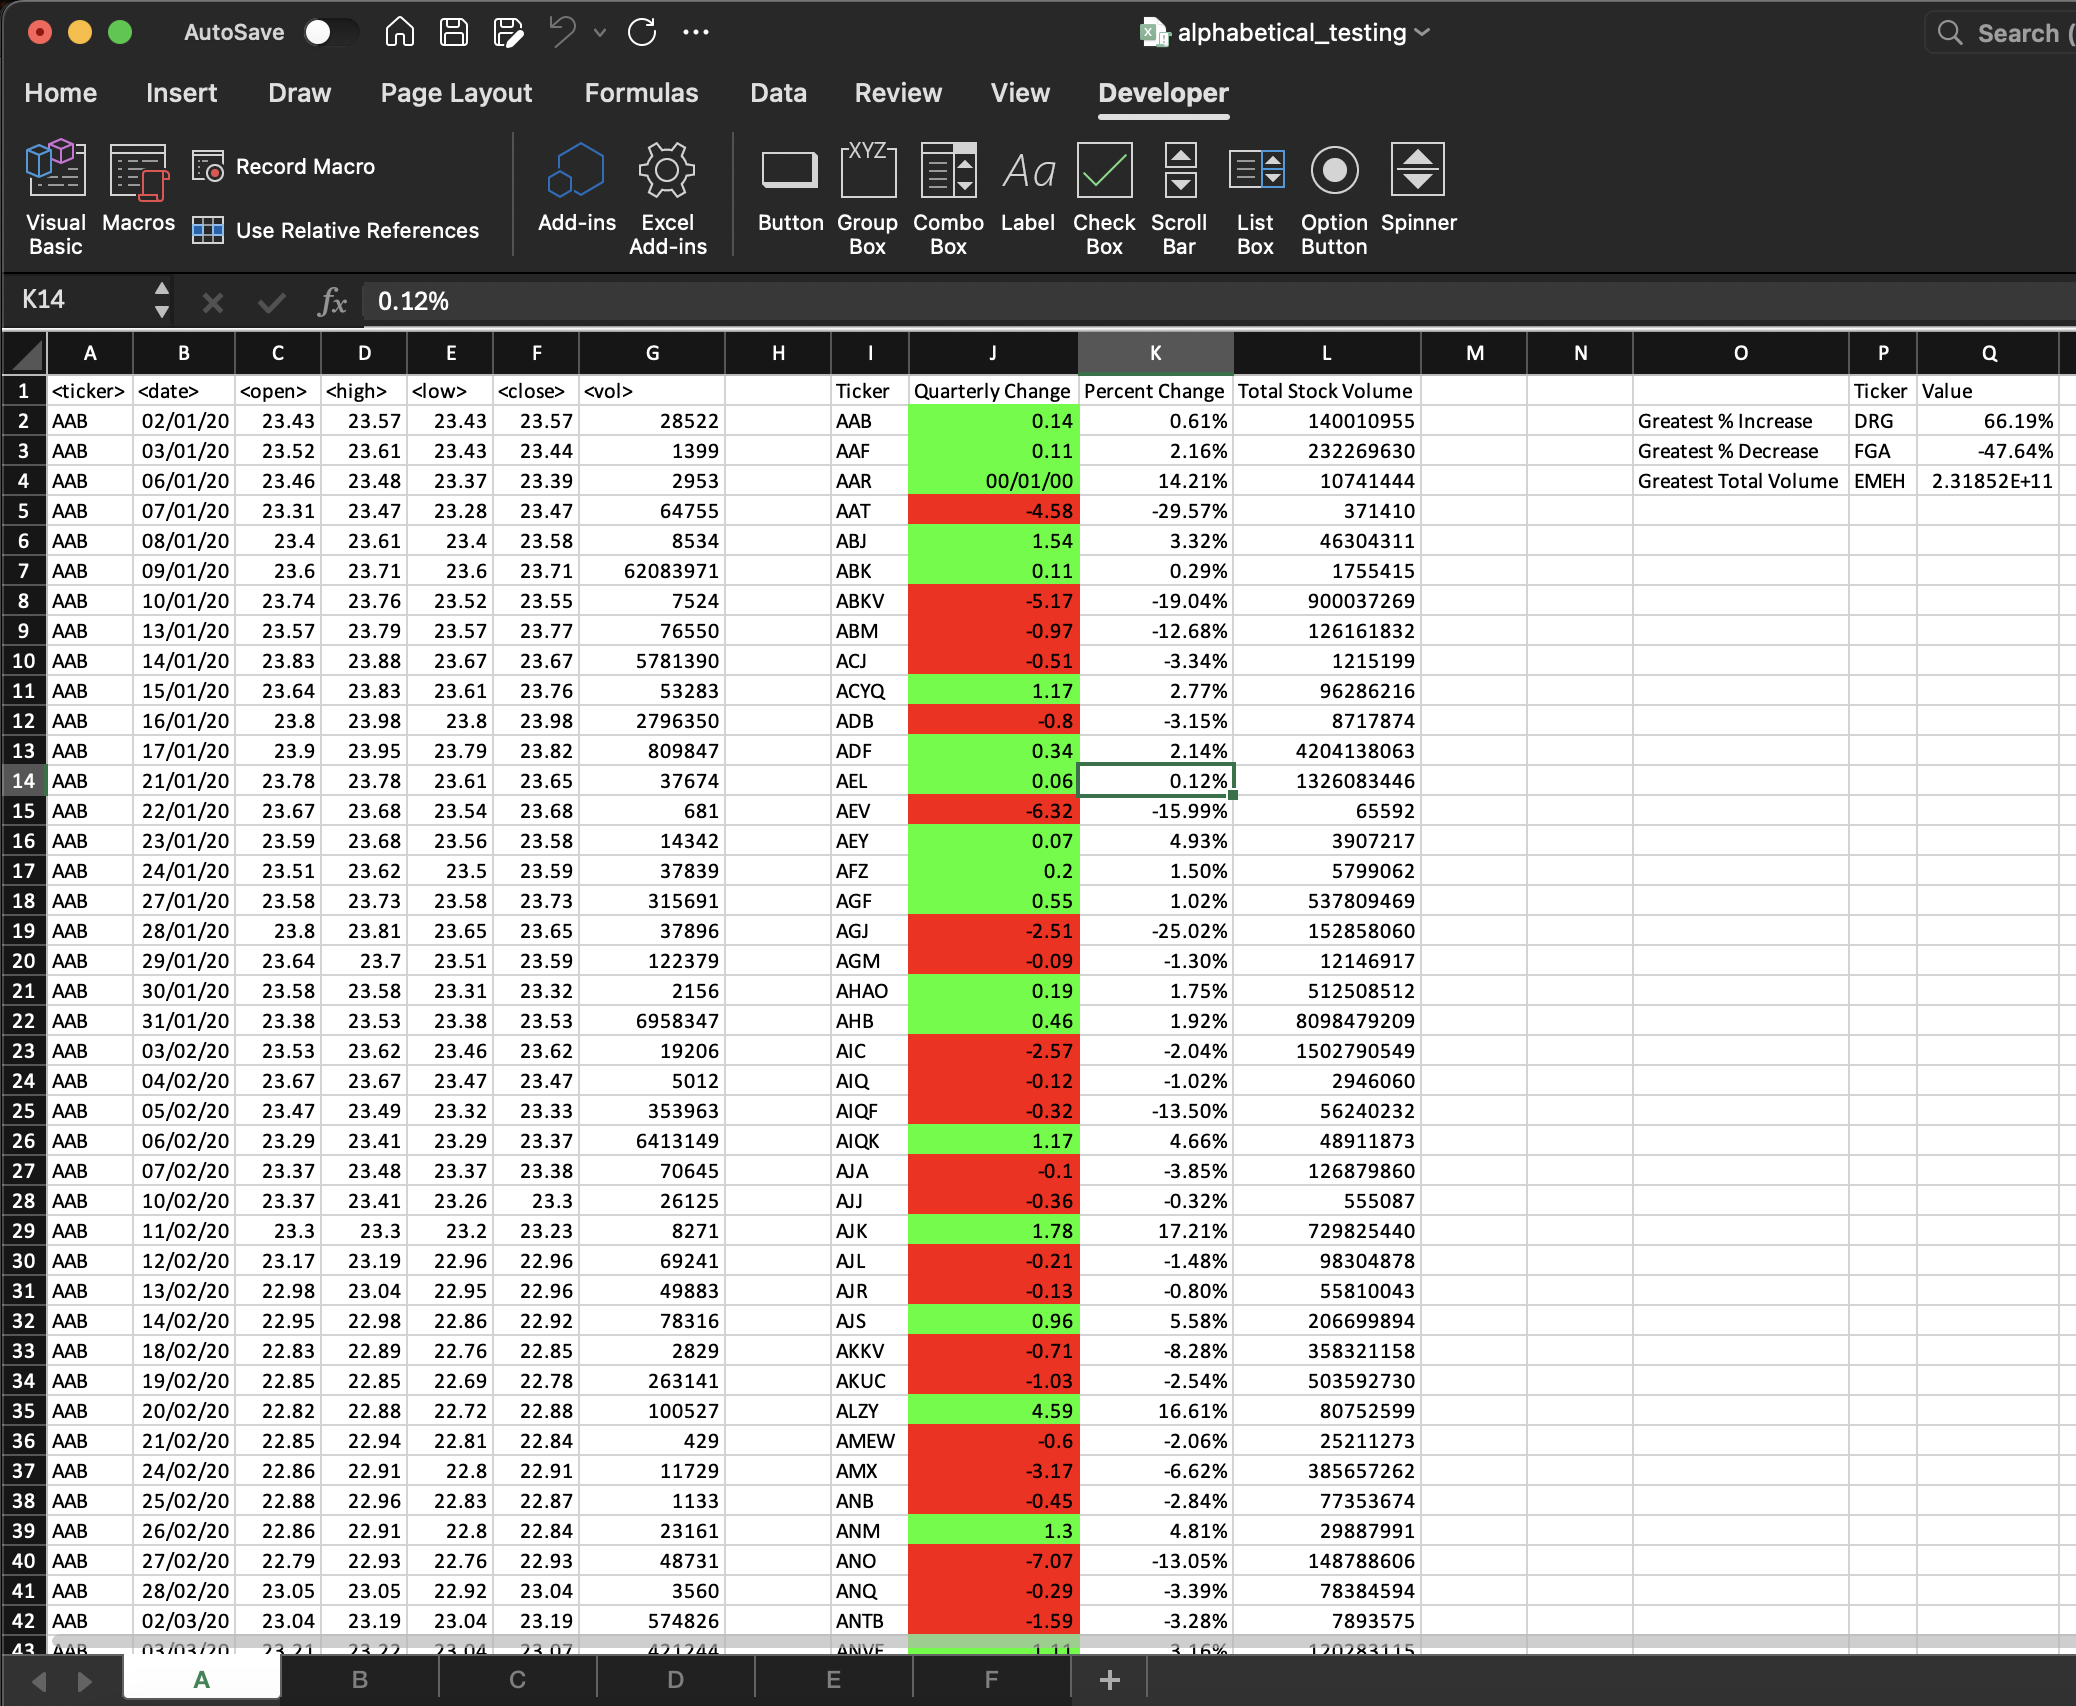 AutoSave alphabetical_testing Search (
Home Insert Draw Page Layout Formulas Data Review View Developer
Visual Basic Macros Record Macro Use Relative References Add-ins Excel Add-ins Button Group Box Combo Box Label Check Box Scroll Bar List Box Option Button Spinner
XYZ Aa
K14 fx 0.12%
A B C D E F G H I J K L M N O P Q
1 <ticker> <date> <open> <high> <low> <close> <vol> Ticker Quarterly Change Percent Change Total Stock Volume Ticker Value
2 AAB 02/01/20 23.43 23.57 23.43 23.57 28522 AAB 0.14 0.61% 140010955 Greatest % Increase DRG 66.19%
3 AAB 03/01/20 23.52 23.61 23.43 23.44 1399 AAF 0.11 2.16% 232269630 Greatest % Decrease FGA -47.64%
4 AAB 06/01/20 23.46 23.48 23.37 23.39 2953 AAR 00/01/00 14.21% 10741444 Greatest Total Volume EMEH 2.31852E+11
5 AAB 07/01/20 23.31 23.47 23.28 23.47 64755 AAT -4.58 -29.57% 371410
6 AAB 08/01/20 23.4 23.61 23.4 23.58 8534 ABJ 1.54 3.32% 46304311
7 AAB 09/01/20 23.6 23.71 23.6 23.71 62083971 ABK 0.11 0.29% 1755415
8 AAB 10/01/20 23.74 23.76 23.52 23.55 7524 ABKV -5.17 -19.04% 900037269
9 AAB 13/01/20 23.57 23.79 23.57 23.77 76550 ABM -0.97 -12.68% 126161832
10 AAB 14/01/20 23.83 23.88 23.67 23.67 5781390 ACJ -0.51 -3.34% 1215199
11 AAB 15/01/20 23.64 23.83 23.61 23.76 53283 ACYQ 1.17 2.77% 96286216
12 AAB 16/01/20 23.8 23.98 23.8 23.98 2796350 ADB -0.8 -3.15% 8717874
13 AAB 17/01/20 23.9 23.95 23.79 23.82 809847 ADF 0.34 2.14% 4204138063
14 AAB 21/01/20 23.78 23.78 23.61 23.65 37674 AEL 0.06 0.12% 1326083446
15 AAB 22/01/20 23.67 23.68 23.54 23.68 681 AEV -6.32 -15.99% 65592
16 AAB 23/01/20 23.59 23.68 23.56 23.58 14342 AEY 0.07 4.93% 3907217
17 AAB 24/01/20 23.51 23.62 23.5 23.59 37839 AFZ 0.2 1.50% 5799062
18 AAB 27/01/20 23.58 23.73 23.58 23.73 315691 AGF 0.55 1.02% 537809469
19 AAB 28/01/20 23.8 23.81 23.65 23.65 37896 AGJ -2.51 -25.02% 152858060
20 AAB 29/01/20 23.64 23.7 23.51 23.59 122379 AGM -0.09 -1.30% 12146917
21 AAB 30/01/20 23.58 23.58 23.31 23.32 2156 AHAO 0.19 1.75% 512508512
22 AAB 31/01/20 23.38 23.53 23.38 23.53 6958347 AHB 0.46 1.92% 8098479209
23 AAB 03/02/20 23.53 23.62 23.46 23.62 19206 AIC -2.57 -2.04% 1502790549
24 AAB 04/02/20 23.67 23.67 23.47 23.47 5012 AIQ -0.12 -1.02% 2946060
25 AAB 05/02/20 23.47 23.49 23.32 23.33 353963 AIQF -0.32 -13.50% 56240232
26 AAB 06/02/20 23.29 23.41 23.29 23.37 6413149 AIQK 1.17 4.66% 48911873
27 AAB 07/02/20 23.37 23.48 23.37 23.38 70645 AJA -0.1 -3.85% 126879860
28 AAB 10/02/20 23.37 23.41 23.26 23.3 26125 AJJ -0.36 -0.32% 555087
29 AAB 11/02/20 23.3 23.3 23.2 23.23 8271 AJK 1.78 17.21% 729825440
30 AAB 12/02/20 23.17 23.19 22.96 22.96 69241 AJL -0.21 -1.48% 98304878
31 AAB 13/02/20 22.98 23.04 22.95 22.96 49883 AJR -0.13 -0.80% 55810043
32 AAB 14/02/20 22.95 22.98 22.86 22.92 78316 AJS 0.96 5.58% 206699894
33 AAB 18/02/20 22.83 22.89 22.76 22.85 2829 AKKV -0.71 -8.28% 358321158
34 AAB 19/02/20 22.85 22.85 22.69 22.78 263141 AKUC -1.03 -2.54% 503592730
35 AAB 20/02/20 22.82 22.88 22.72 22.88 100527 ALZY 4.59 16.61% 80752599
36 AAB 21/02/20 22.85 22.94 22.81 22.84 429 AMEW -0.6 -2.06% 25211273
37 AAB 24/02/20 22.86 22.91 22.8 22.91 11729 AMX -3.17 -6.62% 385657262
38 AAB 25/02/20 22.88 22.96 22.83 22.87 1133 ANB -0.45 -2.84% 77353674
39 AAB 26/02/20 22.86 22.91 22.8 22.84 23161 ANM 1.3 4.81% 29887991
40 AAB 27/02/20 22.79 22.93 22.76 22.93 48731 ANO -7.07 -13.05% 148788606
41 AAB 28/02/20 23.05 23.05 22.92 23.04 3560 ANQ -0.29 -3.39% 78384594
42 AAB 02/03/20 23.04 23.19 23.04 23.19 574826 ANTB -1.59 -3.28% 7893575
43 AAB 03/03/20 23.21 23.22 23.04 23.07 421244 1.11 3.16% 120283115
A B C D E F +